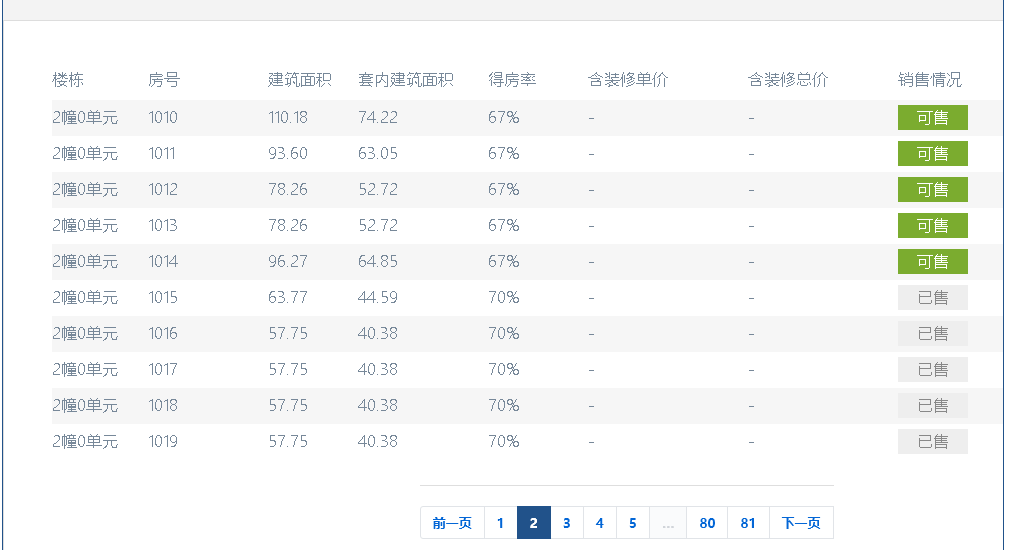 楼栋 房号 建筑面积 套内建筑面积 得房率 含装修单价 含装修总价 销售情况
2幢0单元 1010 110.18 74.22 67% - - 可售
2幢0单元 1011 93.60 63.05 67% - - 可售
2幢0单元 1012 78.26 52.72 67% - - 可售
2幢0单元 1013 78.26 52.72 67% - - 可售
2幢0单元 1014 96.27 64.85 67% - - 可售
2幢0单元 1015 63.77 44.59 70% - - 已售
2幢0单元 1016 57.75 40.38 70% - - 已售
2幢0单元 1017 57.75 40.38 70% - - 已售
2幢0单元 1018 57.75 40.38 70% - - 已售
2幢0单元 1019 57.75 40.38 70% - - 已售
前一页 1 2 3 4 5 ... 80 81 下一页